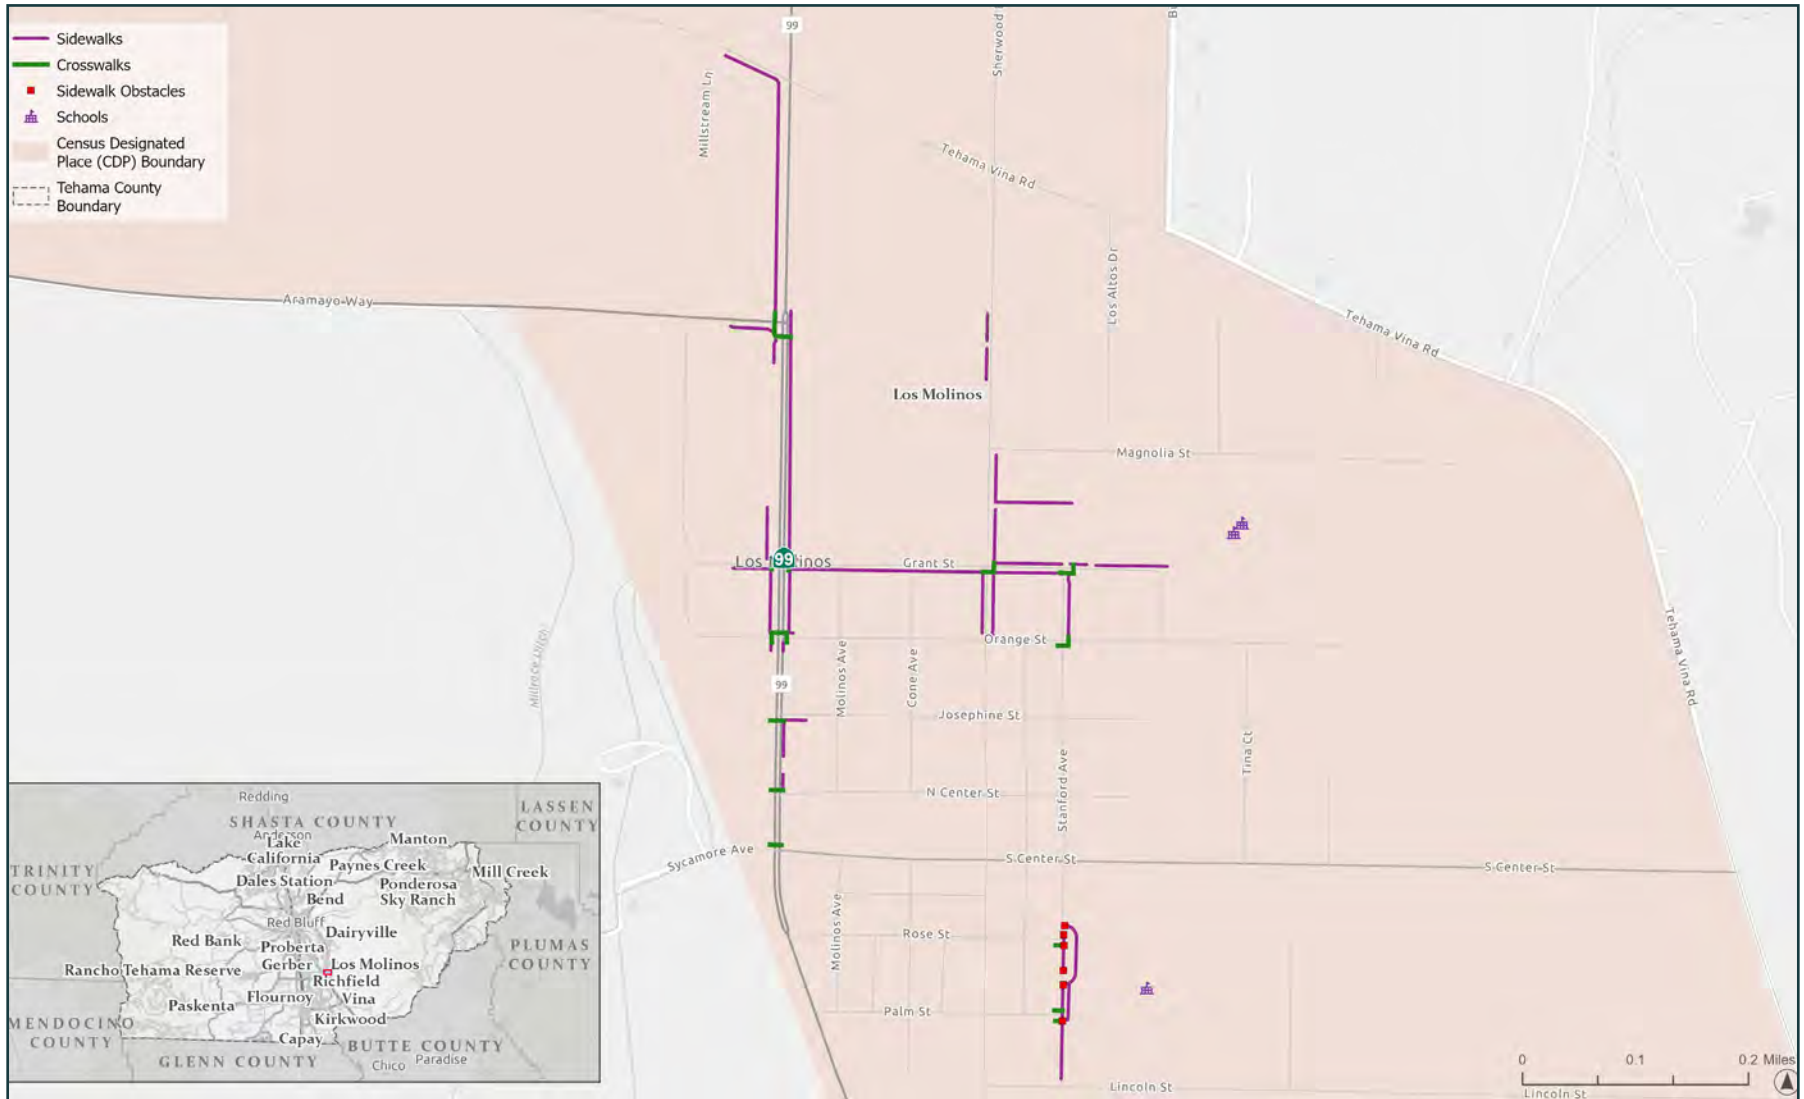 Sidewalks
Crosswalks
Sidewalk Obstacles
Schools
Census Designated
Place (CDP) Boundary
Tehama County
Boundary
99
Sherwood
Millstream Ln
Tehama Vina Rd
Los Altos Dr
Aramayo Way
Tehama Vina Rd
Los Molinos
Magnolia St
Los Molinos
99
Grant St
Orange St
Millrace Ditch
Molinos Ave
Cone Ave
99
Josephine St
Tehama Vina Rd
Tina Ct
Stanford Ave
N Center St
Sycamore Ave
S Center St
S Center St
Molinos Ave
Rose St
Palm St
Lincoln St
Lincoln St
0 0.1 0.2 Miles
Redding
SHASTA COUNTY
LASSEN
COUNTY
Anderson
Lake
California
Manton
Paynes Creek
Mill Creek
TRINITY
COUNTY
Dales Station
Ponderosa
Sky Ranch
Bend
Red Bluff
Dairyville
Red Bank
Proberta
PLUMAS
COUNTY
Gerber
Los Molinos
Rancho Tehama Reserve
Richfield
Flournoy
Vina
Paskenta
Kirkwood
MENDOCINO
COUNTY
Capay
BUTTE COUNTY
GLENN COUNTY
Chico
Paradise